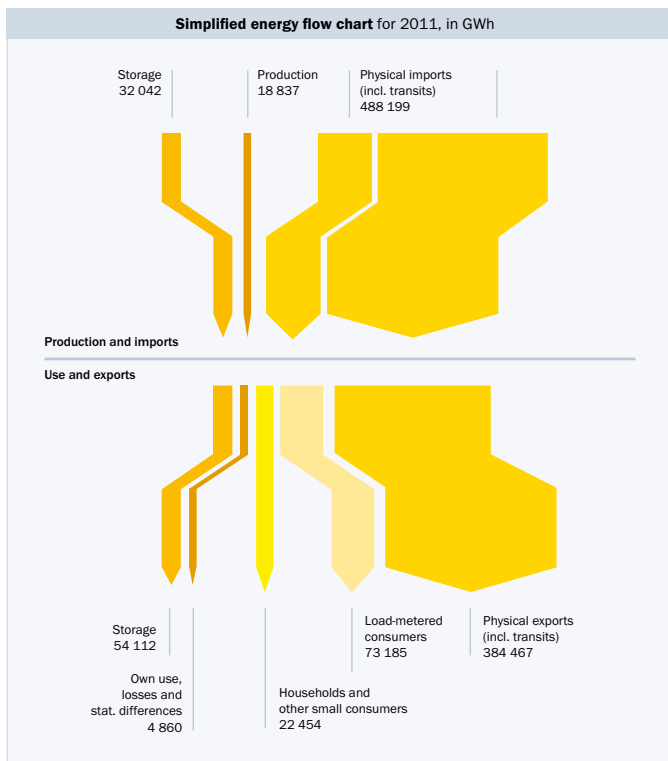 Simplified energy flow chart for 2011, in GWh
Storage
32 042
Production
18 837
Physical imports
(incl. transits)
488 199
Production and imports
Use and exports
Storage
54 112
Own use,
losses and
stat. differences
4 860
Households and
other small consumers
22 454
Load-metered
consumers
73 185
Physical exports
(incl. transits)
384 467